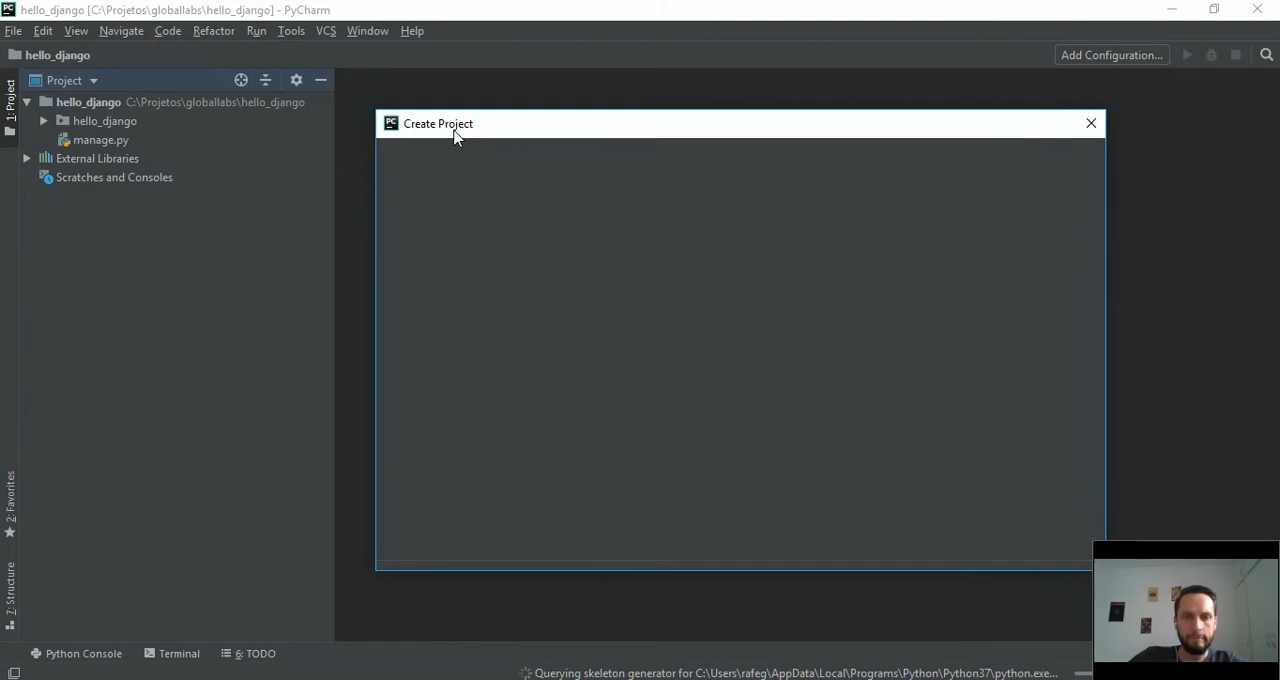 hello_django [C:\Projetos\globallabs\hello_django] - PyCharm
File Edit View Navigate Code Refactor Run Tools VCS Window Help
hello_django
Add Configuration...
1: Project
Project
hello_django C:\Projetos\globallabs\hello_django
hello_django
manage.py
External Libraries
Scratches and Consoles
Create Project
2: Favorites
7: Structure
Python Console Terminal 6: TODO
Querying skeleton generator for C:\Users\rafeg\AppData\Local\Programs\Python\Python37\python.exe...